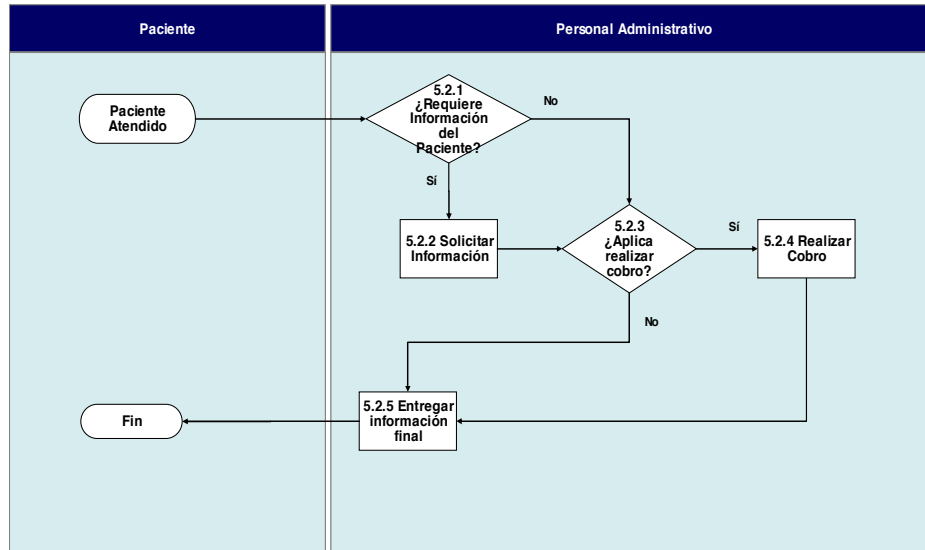 Paciente
Personal Administrativo
Paciente
Atendido
5.2.1
¿Requiere
Información
del
Paciente?
No
Sí
5.2.2 Solicitar
Información
5.2.3
¿Aplica
realizar
cobro?
Sí
5.2.4 Realizar
Cobro
No
Fin
5.2.5 Entregar
información
final